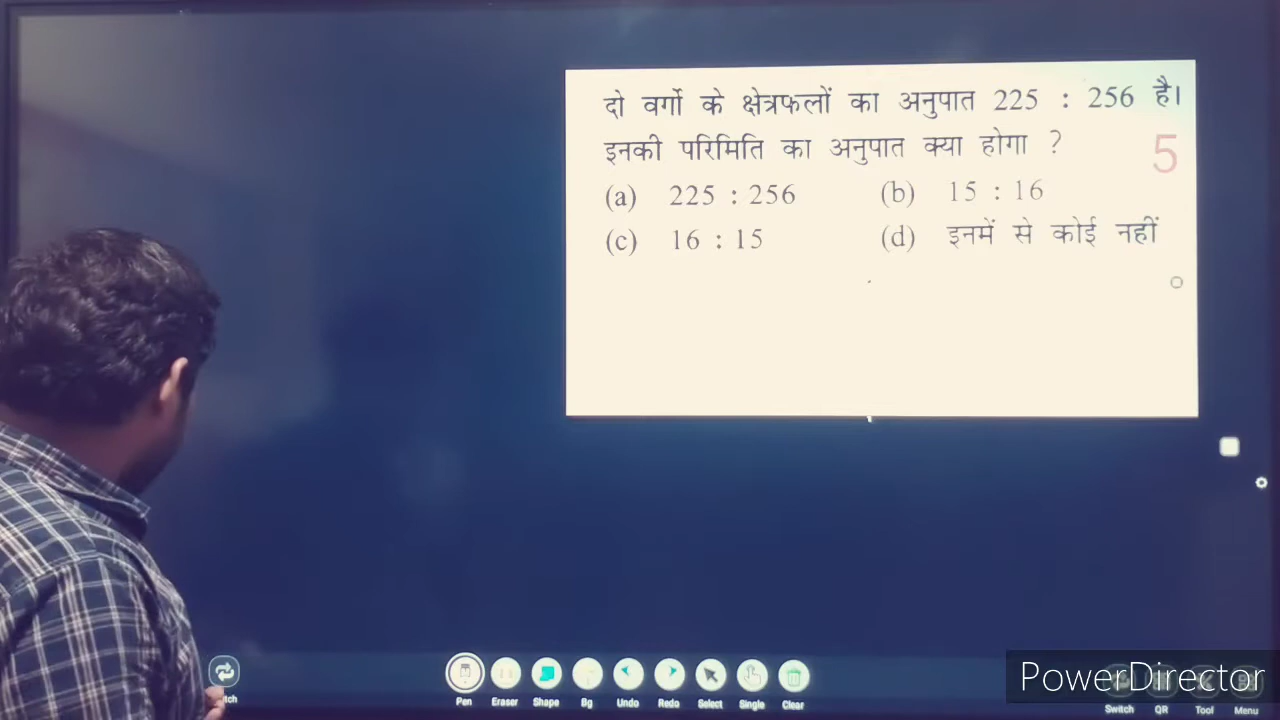 दो वर्गो के क्षेत्रफलों का अनुपात 225 : 256 है।
इनकी परिमिति का अनुपात क्या होगा ?
5
(a) 225 : 256 (b) 15 : 16
(c) 16 : 15 (d) इनमें से कोई नहीं
Pen Eraser Shape Bg Undo Redo Select Single Clear
PowerDirector
Switch QR Tool Menu